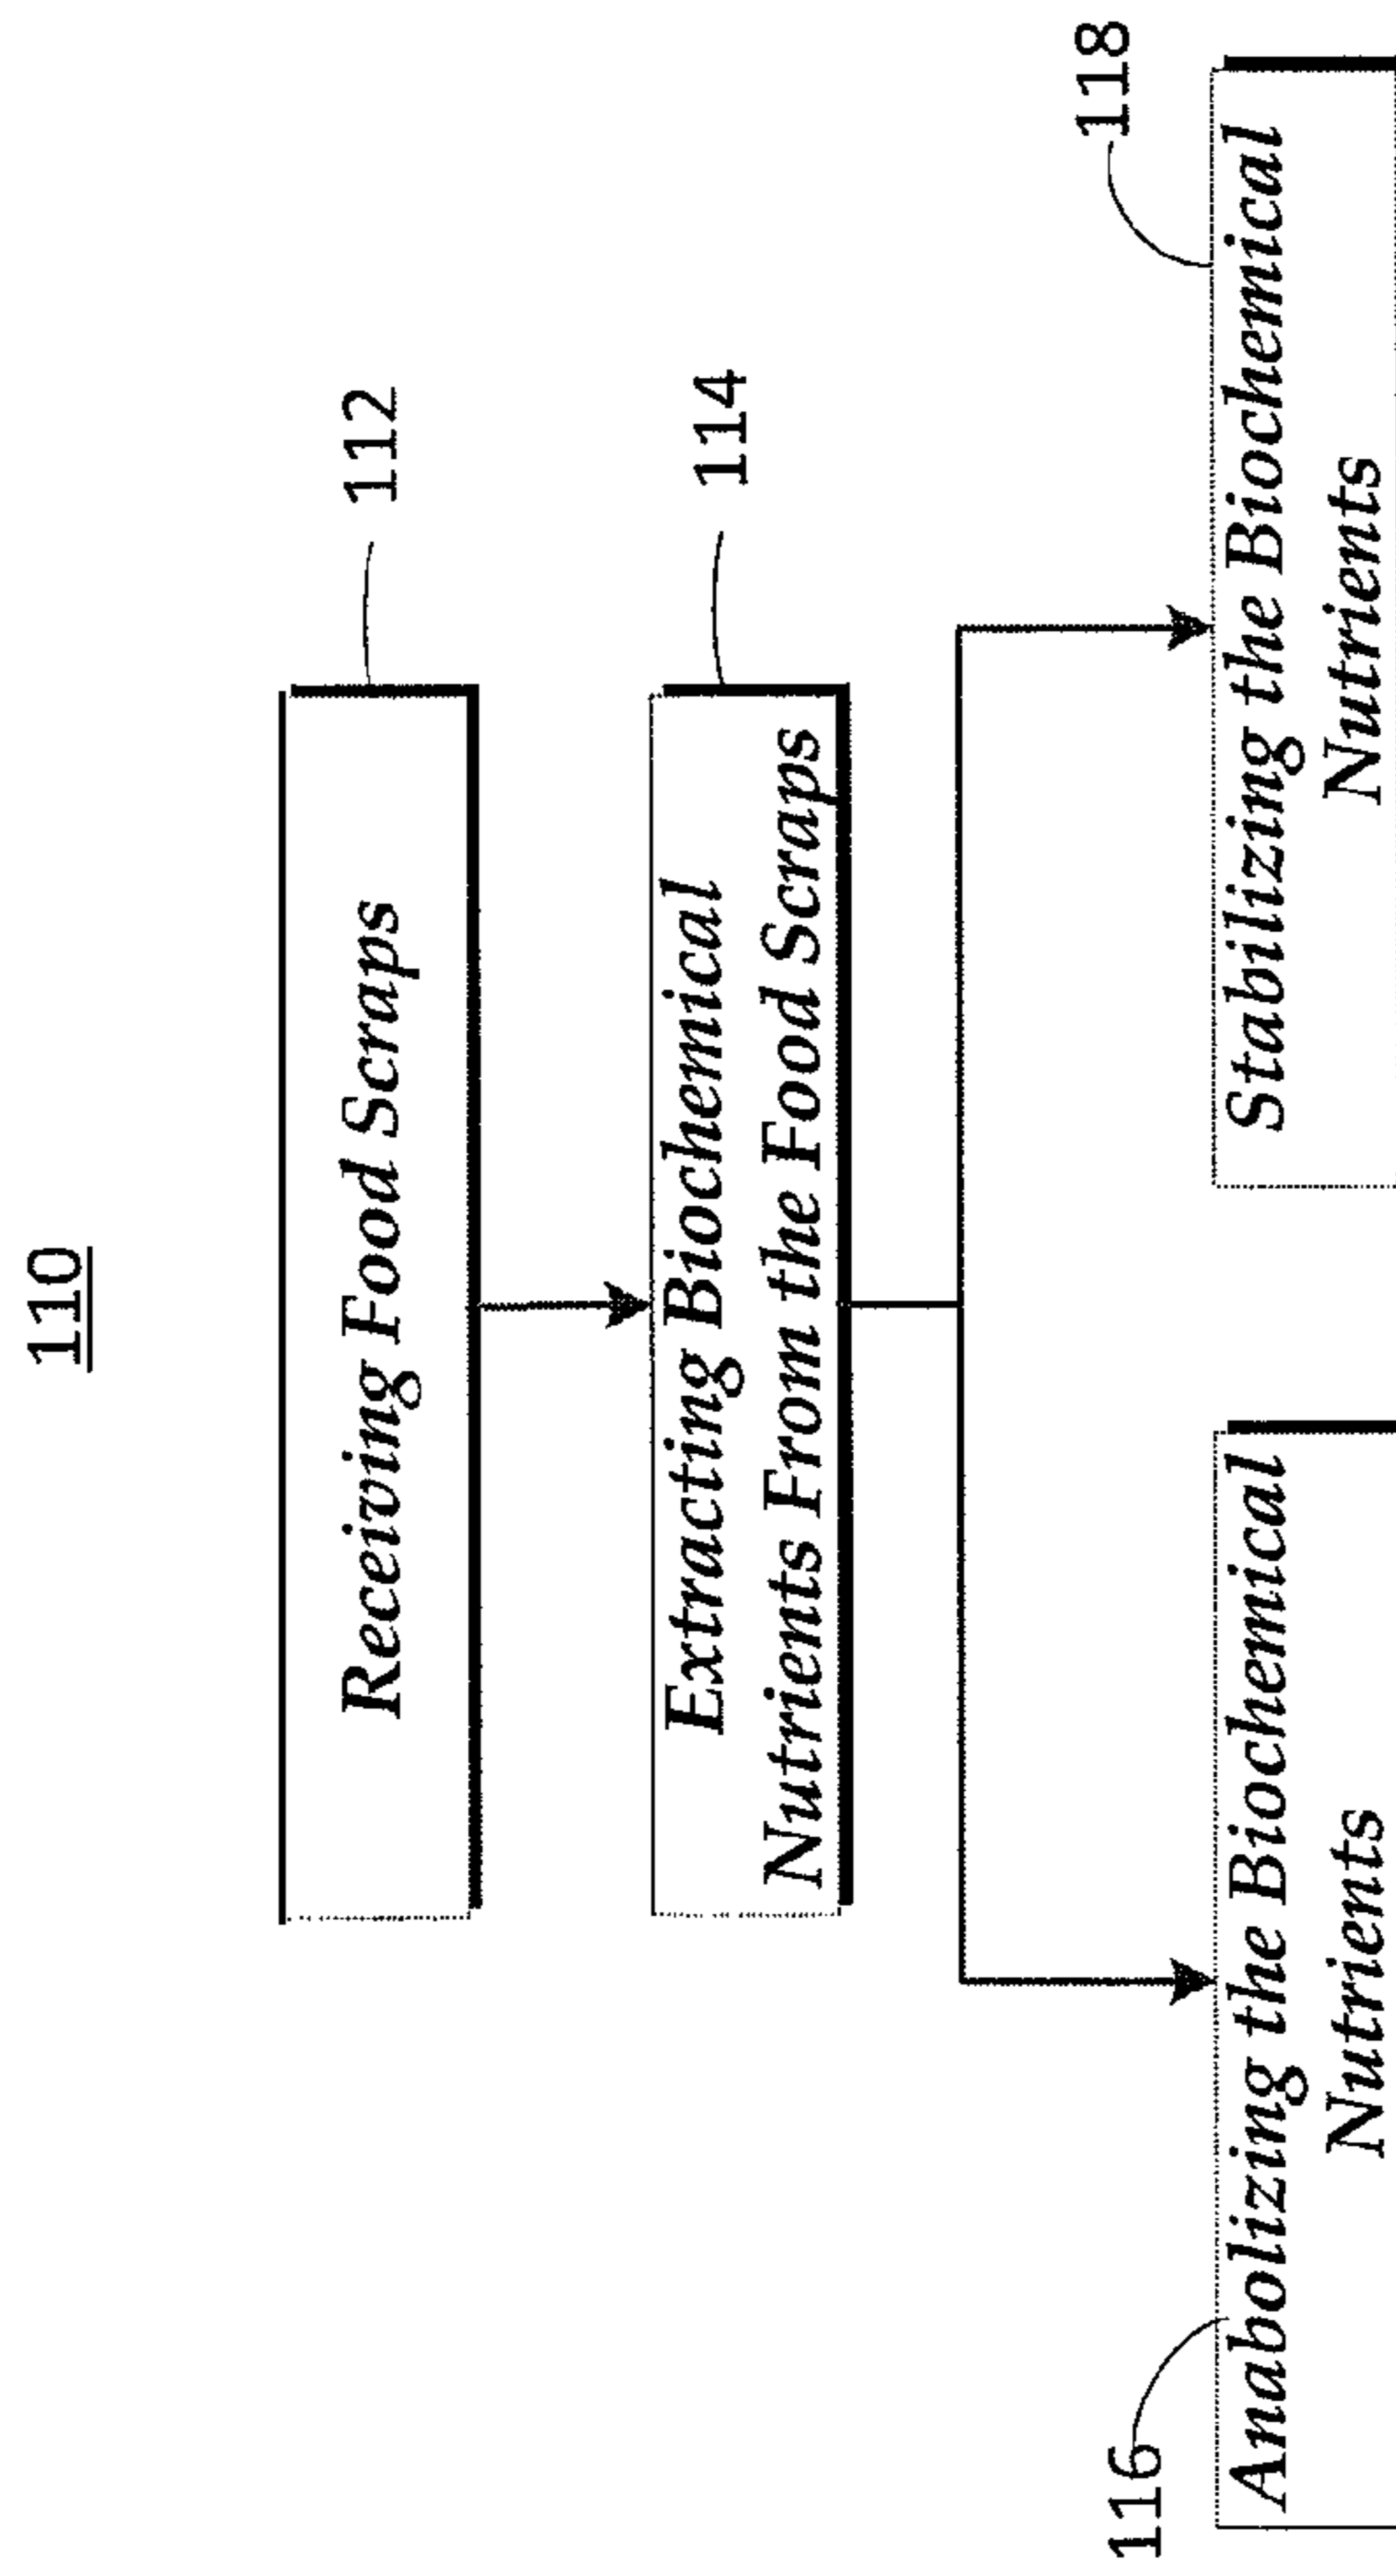 110
Receiving Food Scraps
112
Extracting Biochemical
Nutrients From the Food Scraps
114
116
Anabolizing the Biochemical
Nutrients
118
Stabilizing the Biochemical
Nutrients